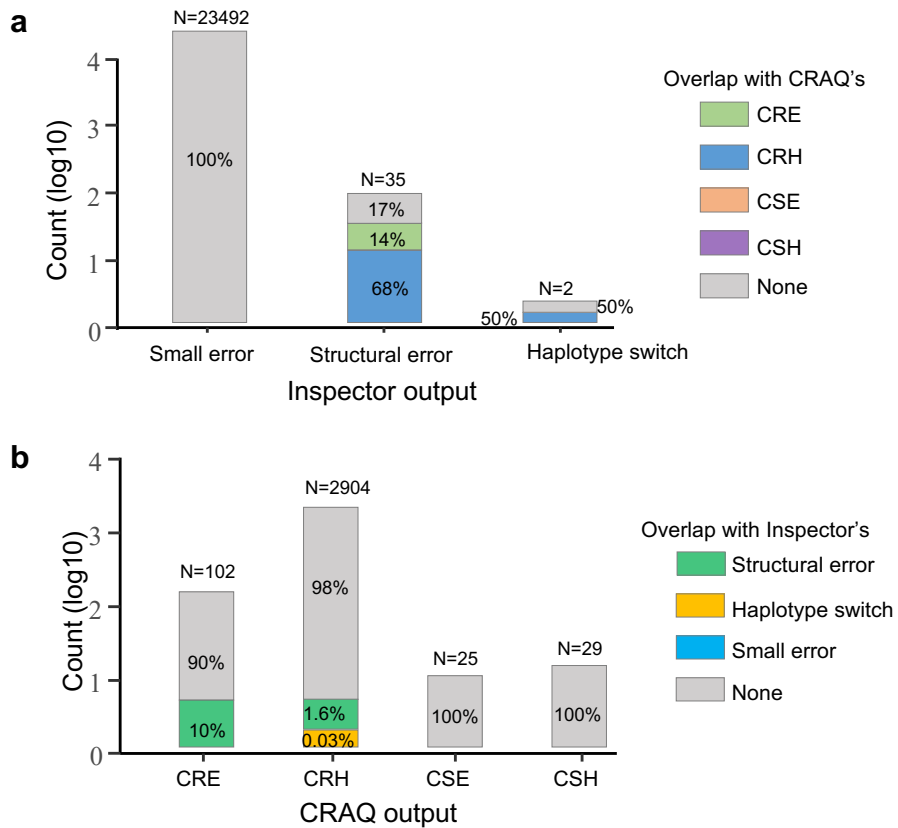 a
N=23492
4
3
2
1
0
Count (log10)
100%
N=35
17%
14%
68%
N=2
50%
50%
Small error
Structural error
Haplotype switch
Inspector output
Overlap with CRAQ's
CRE
CRH
CSE
CSH
None
b
4
3
2
1
0
Count (log10)
N=102
90%
10%
N=2904
98%
1.6%
0.03%
N=25
100%
N=29
100%
CRE
CRH
CSE
CSH
CRAQ output
Overlap with Inspector's
Structural error
Haplotype switch
Small error
None